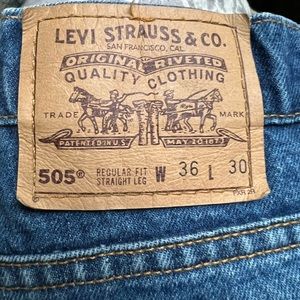 LEVI STRAUSS & CO.
SAN FRANCISCO, CAL.
ORIGINAL RIVETED
QUALITY CLOTHING
TRADE MARK
PATENTED IN U.S. MAY 20 1873
505® REGULAR FIT STRAIGHT LEG W 36 L 30